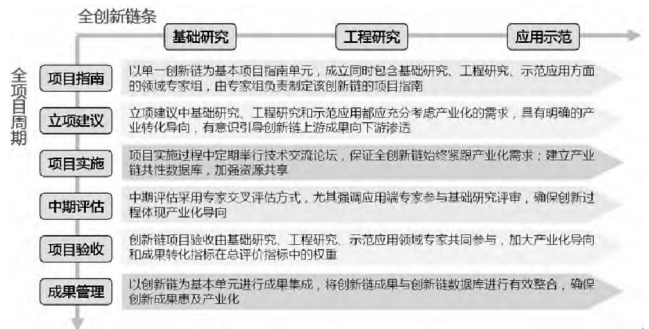 全创新链条
基础研究
工程研究
应用示范
全项目周期
项目指南
以单一创新链为基本项目指南单元，成立同时包含基础研究、工程研究、示范应用方面
的领域专家组，由专家组负责制定该创新链的项目指南
立项建议
立项建议中基础研究、工程研究和示范应用都应充分考虑产业化的需求，具有明确的产
业转化导向，有意识引导创新链上游成果向下游渗透
项目实施
项目实施过程中定期举行技术交流论坛，保证全创新链始终紧跟产业化需求；建立产业
链共性数据库，加强资源共享
中期评估
中期评估采用专家交叉评估方式，尤其强调应用端专家参与基础研究评审，确保创新过
程体现产业化导向
项目验收
创新链项目验收由基础研究、工程研究、示范应用领域专家共同参与，加大产业化导向
和成果转化指标在总评价指标中的权重
成果管理
以创新链为基本单元进行成果集成，将创新链成果与创新链数据库进行有效整合，确保
创新成果惠及产业化